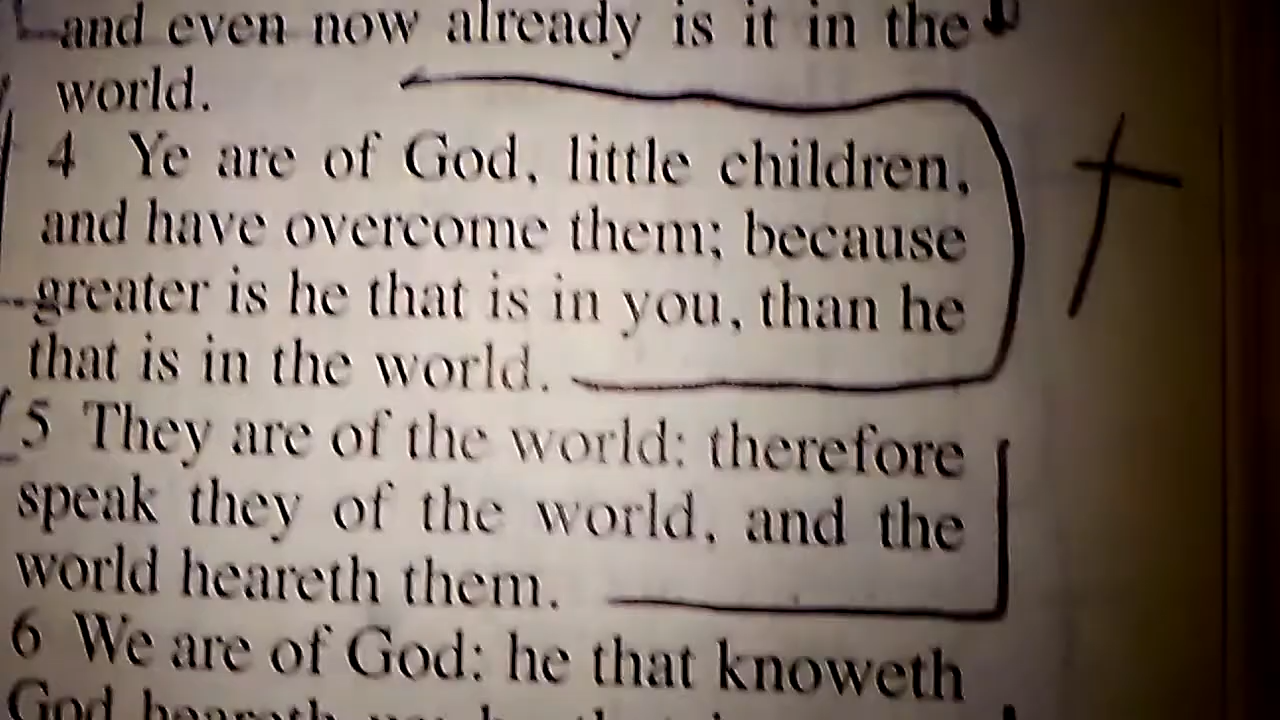 and even now already is it in the
world.
4 Ye are of God, little children,
and have overcome them; because
greater is he that is in you, than he
that is in the world.
5 They are of the world: therefore
speak they of the world, and the
world heareth them.
6 We are of God: he that knoweth
God heareth